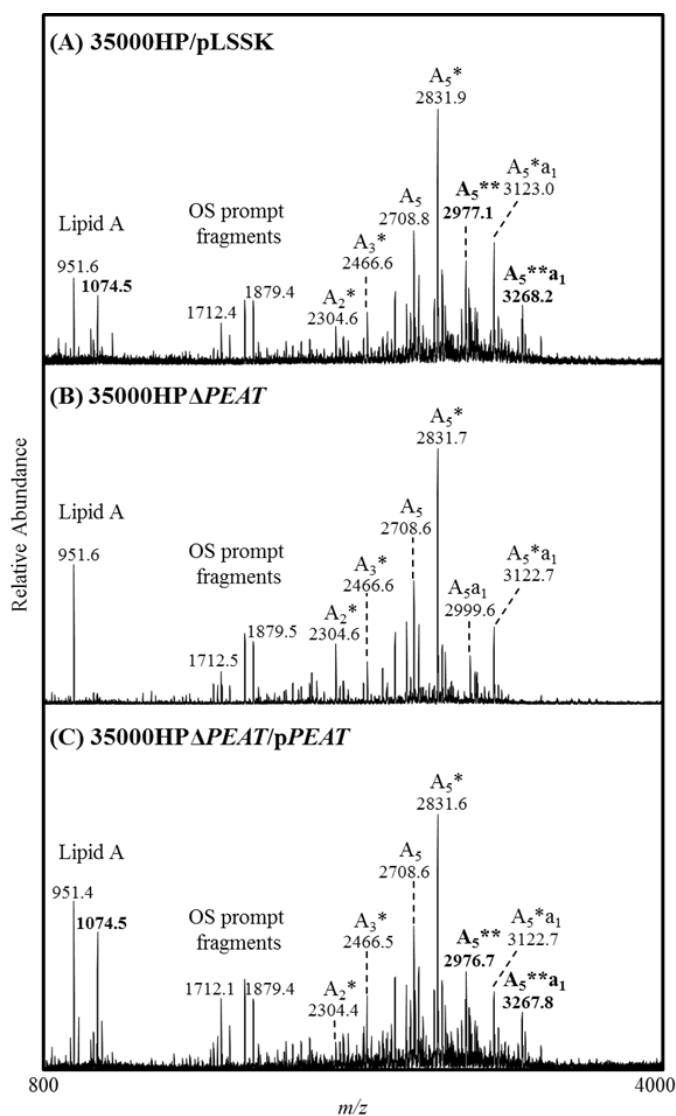 (A) 35000HP/pLSSK
A₅*
2831.9
A₅*a₁
3123.0
A₅
2708.8
A₅**
2977.1
Lipid A
OS prompt
fragments
A₃*
2466.6
951.6
1074.5
1712.4
1879.4
A₂*
2304.6
A₅**a₁
3268.2
(B) 35000HPΔPEAT
A₅*
2831.7
Lipid A
A₅
2708.6
951.6
OS prompt
fragments
A₃*
2466.6
A₅*a₁
3122.7
A₂*
2304.6
A₅a₁
2999.6
1712.5
1879.5
(C) 35000HPΔPEAT/pPEAT
A₅*
2831.6
Lipid A
A₅
2708.6
951.4
1074.5
OS prompt
fragments
A₃*
2466.5
A₅**
2976.7
A₅*a₁
3122.7
1712.1
1879.4
A₂*
2304.4
A₅**a₁
3267.8
Relative Abundance
800
4000
m/z